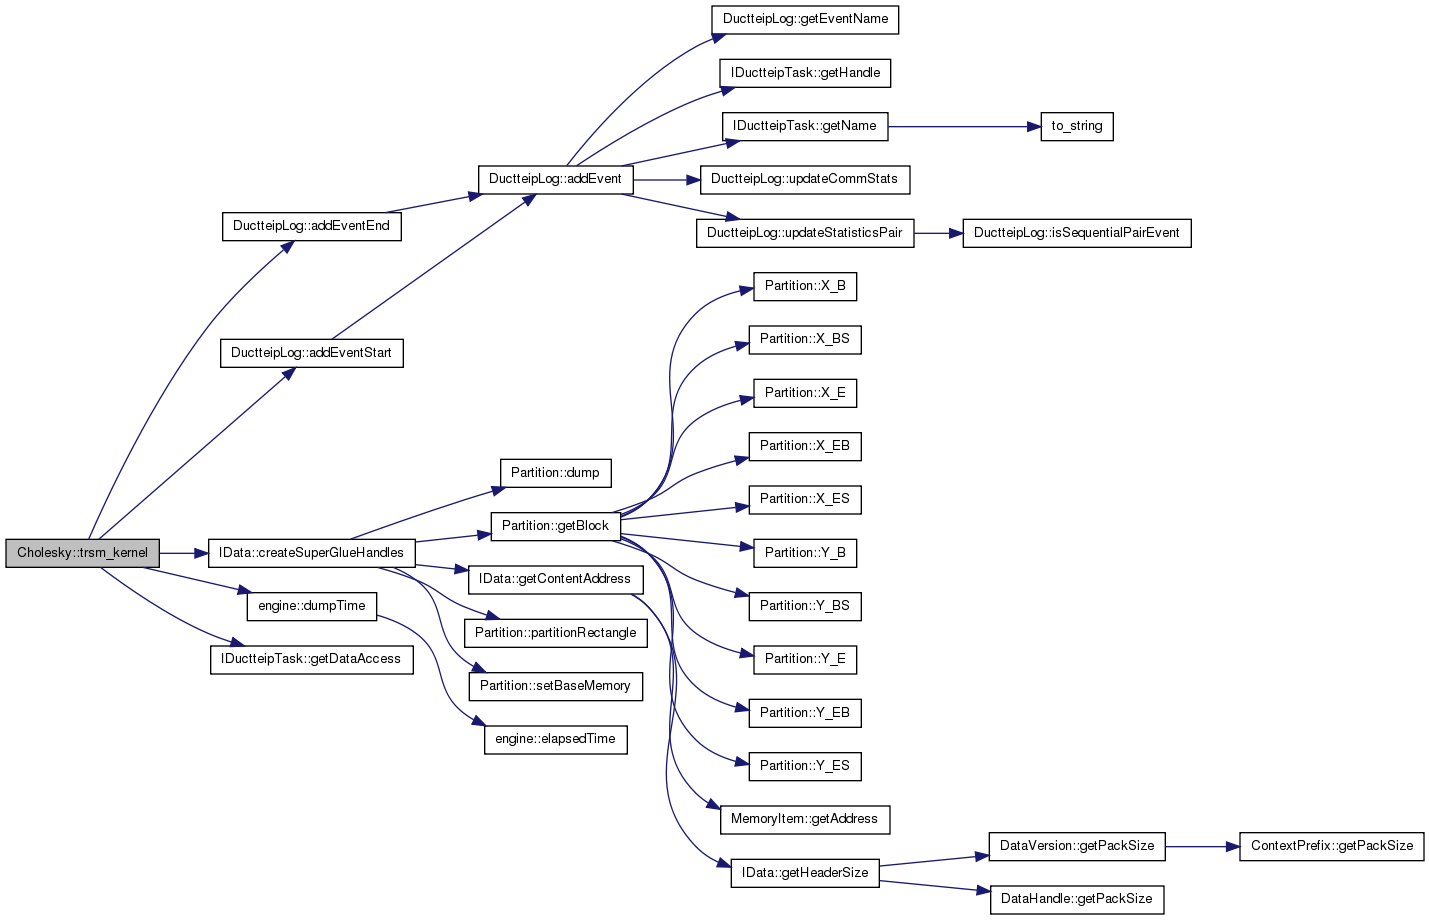 DuctteipLog::getEventName
IDuctteipTask::getHandle
IDuctteipTask::getName
to_string
DuctteipLog::addEvent
DuctteipLog::updateCommStats
DuctteipLog::addEventEnd
DuctteipLog::updateStatisticsPair
DuctteipLog::isSequentialPairEvent
Partition::X_B
Partition::X_BS
DuctteipLog::addEventStart
Partition::X_E
Partition::X_EB
Partition::dump
Partition::X_ES
Partition::getBlock
Cholesky::trsm_kernel
IData::createSuperGlueHandles
Partition::Y_B
IData::getContentAddress
engine::dumpTime
Partition::Y_BS
Partition::partitionRectangle
IDuctteipTask::getDataAccess
Partition::Y_E
Partition::setBaseMemory
Partition::Y_EB
engine::elapsedTime
Partition::Y_ES
MemoryItem::getAddress
DataVersion::getPackSize
ContextPrefix::getPackSize
IData::getHeaderSize
DataHandle::getPackSize